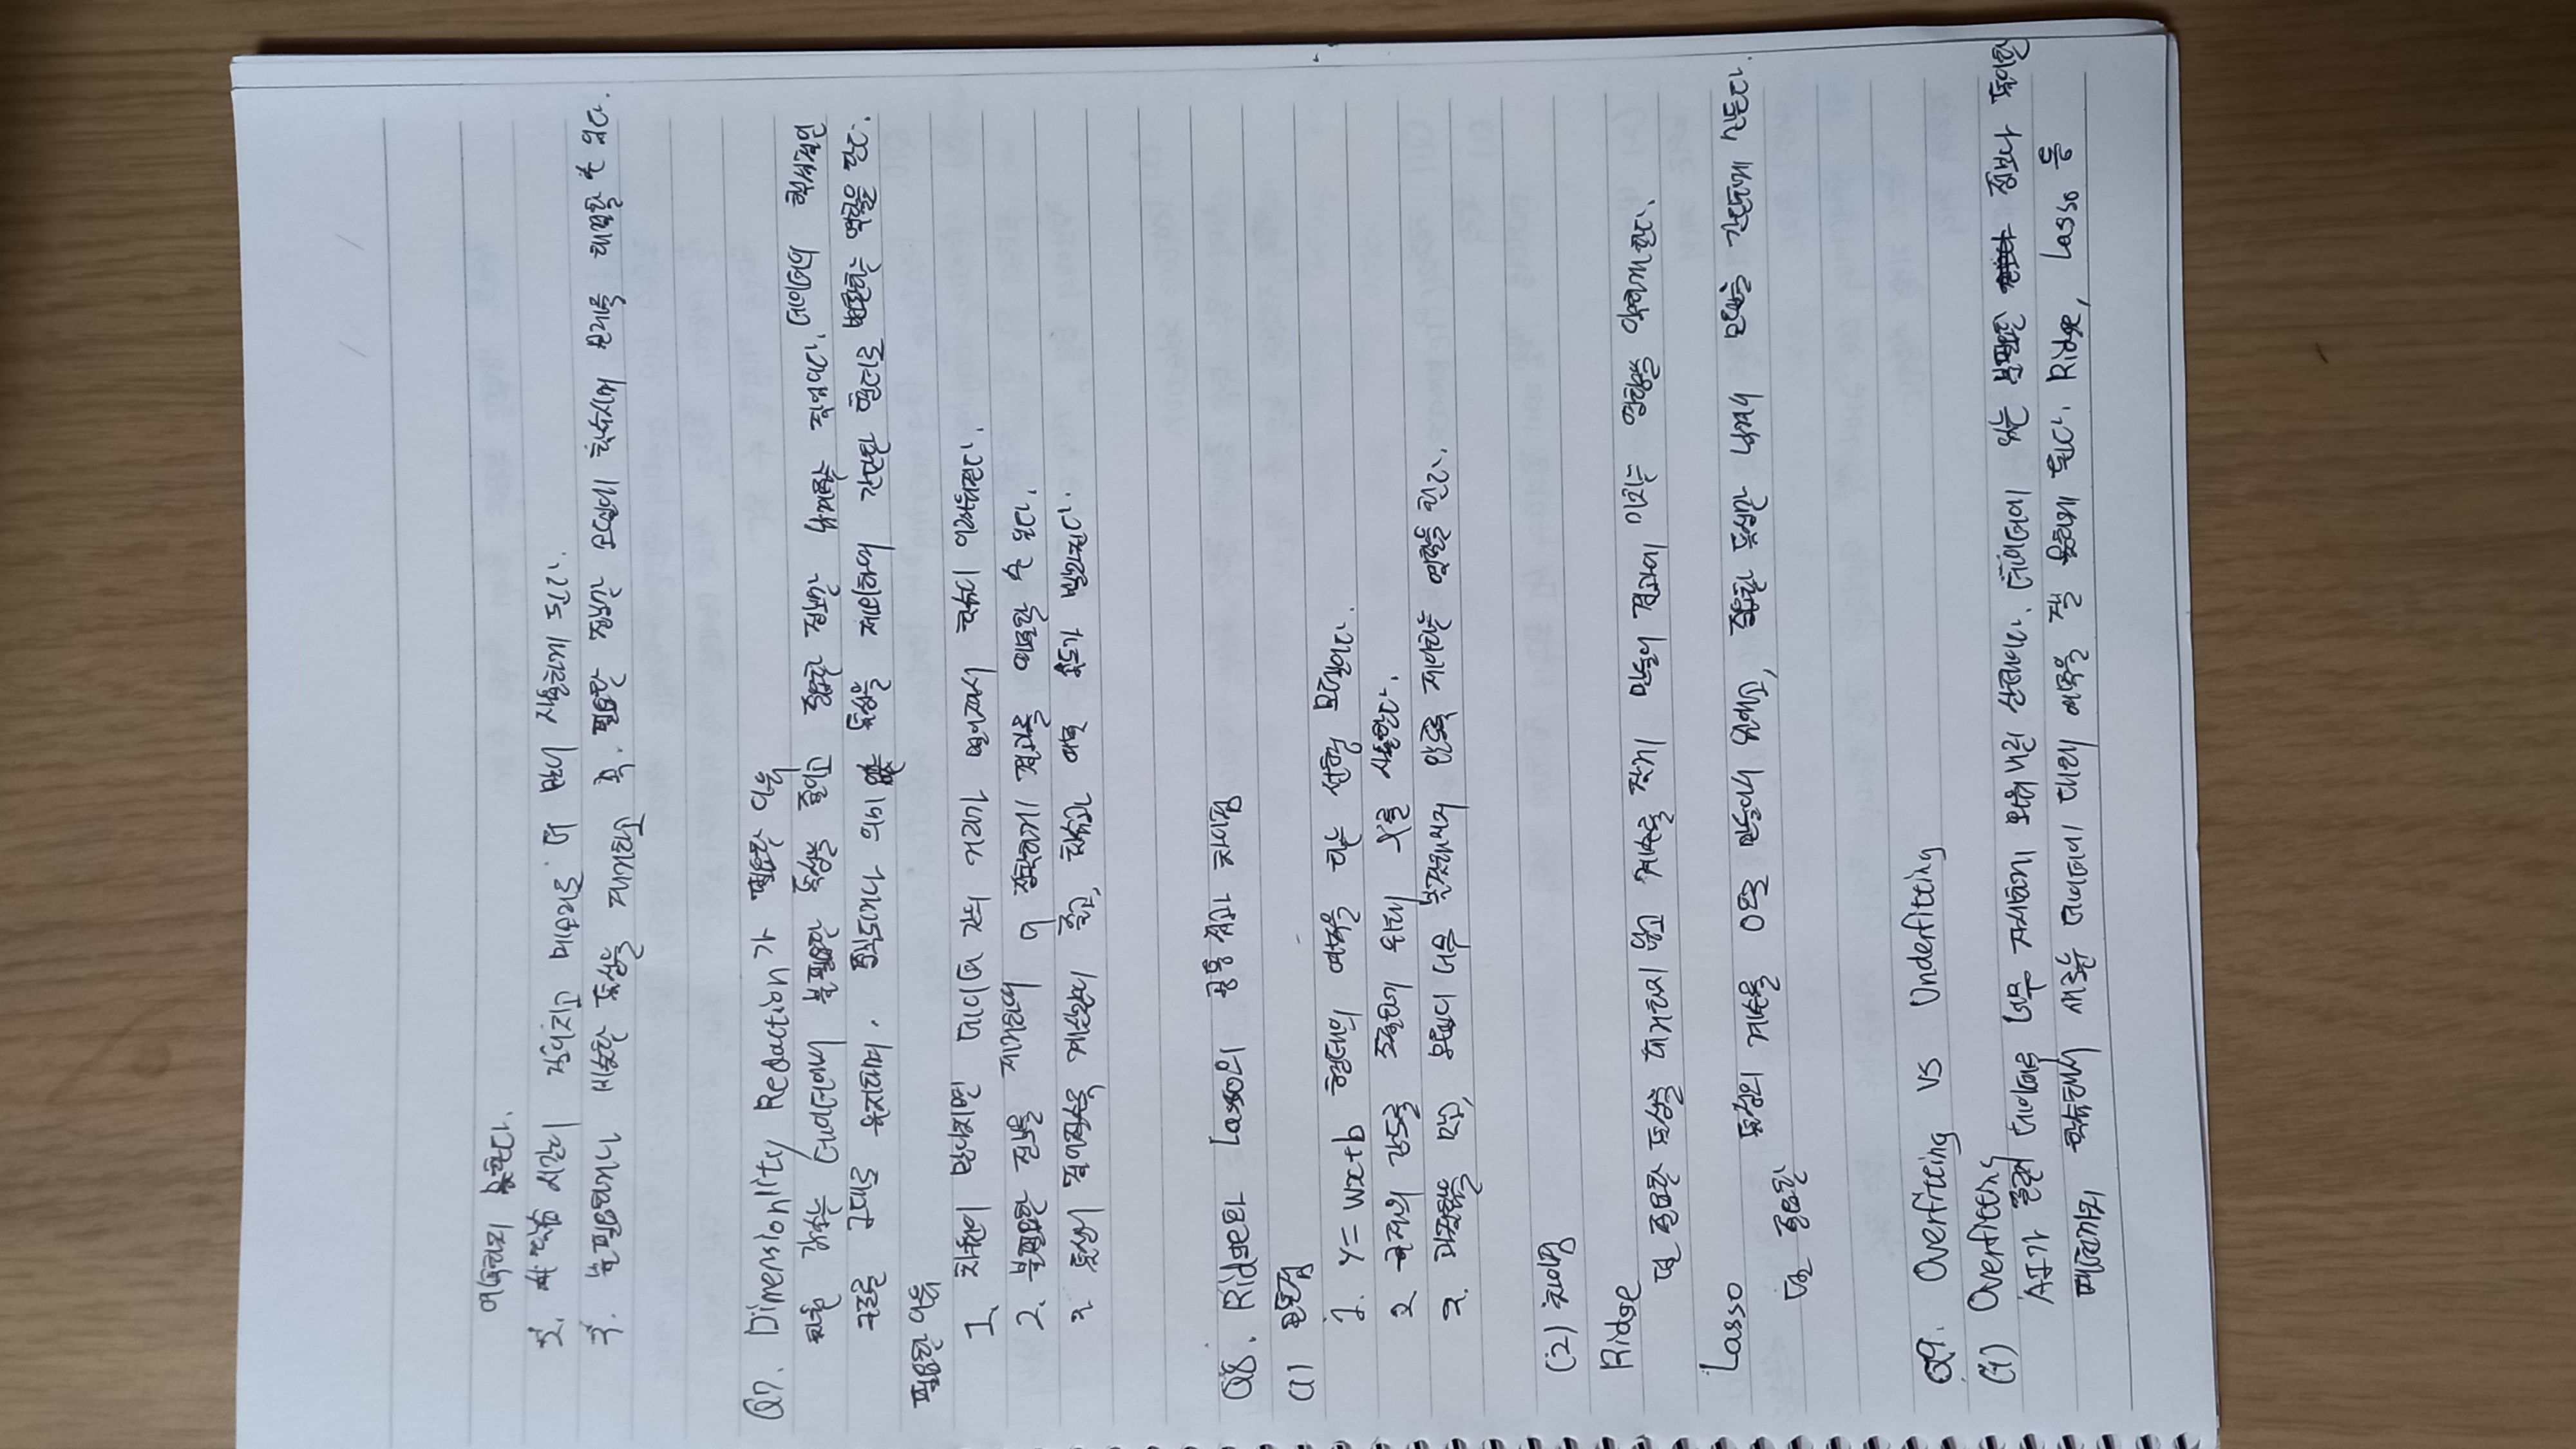 예측하지 못한다.
2. 학습 시간이 길어지고 메모리를 더 많이 사용하게 된다.
3. 불필요하거나 비슷한 특성을 제거하고 꼭 필요한 정보만 모델에 학습시켜 문제를 해결할 수 있다.
Q7. Dimensionlity Reduction가 필요한 이유
차원 감소는 데이터에서 불필요한 특성을 줄이고 중요한 정보만 남겨두는 작업이다. 데이터의 핵심적인
구조를 그대로 유지하며, 중복되거나 의미 없는 특성을 제외하여 간단한 형태로 변환하는 역할을 한다.
필요한 이유
1. 차원이 많아지면 데이터 간의 거리가 멀어져서 학습이 어려워진다.
2. 불필요한 정보를 제거하여 더 정확하게 결과를 예측할 수 있다.
3. 특성이 적어질수록 계산량이 줄고, 학습과 예측 속도가 빨라진다.
Q8. Ridge와 Lasso의 공통점과 차이점
(1) 공통점
1. y = wx+b 형태의 예측을 하는 선형 모델이다.
2. 규제의 강도를 조절하기 위해 를 사용한다.
3. 과적합을 막고, 모델이 너무 복잡해지지 않도록 제어하는 역할을 한다.
(2) 차이점
Ridge
덜 중요한 특성을 제거하지 않고 계수를 작게 만들어 결과에 미치는 영향을 약하게 한다.
Lasso
덜 중요한 특성의 계수를 0으로 만들어서 없애고, 중요한 특성만 남겨서 모델을 간단하게 만든다.
Q9. Overfitting vs Underfitting
(1) Overfitting
AI가 훈련 데이터를 너무 자세하게 외워 버린 상태이다. 데이터에 있는 불필요한 정보나 특이한
패턴까지 학습해서 새로운 데이터에 대해 예측을 잘 못하게 된다. Ridge, Lasso 등